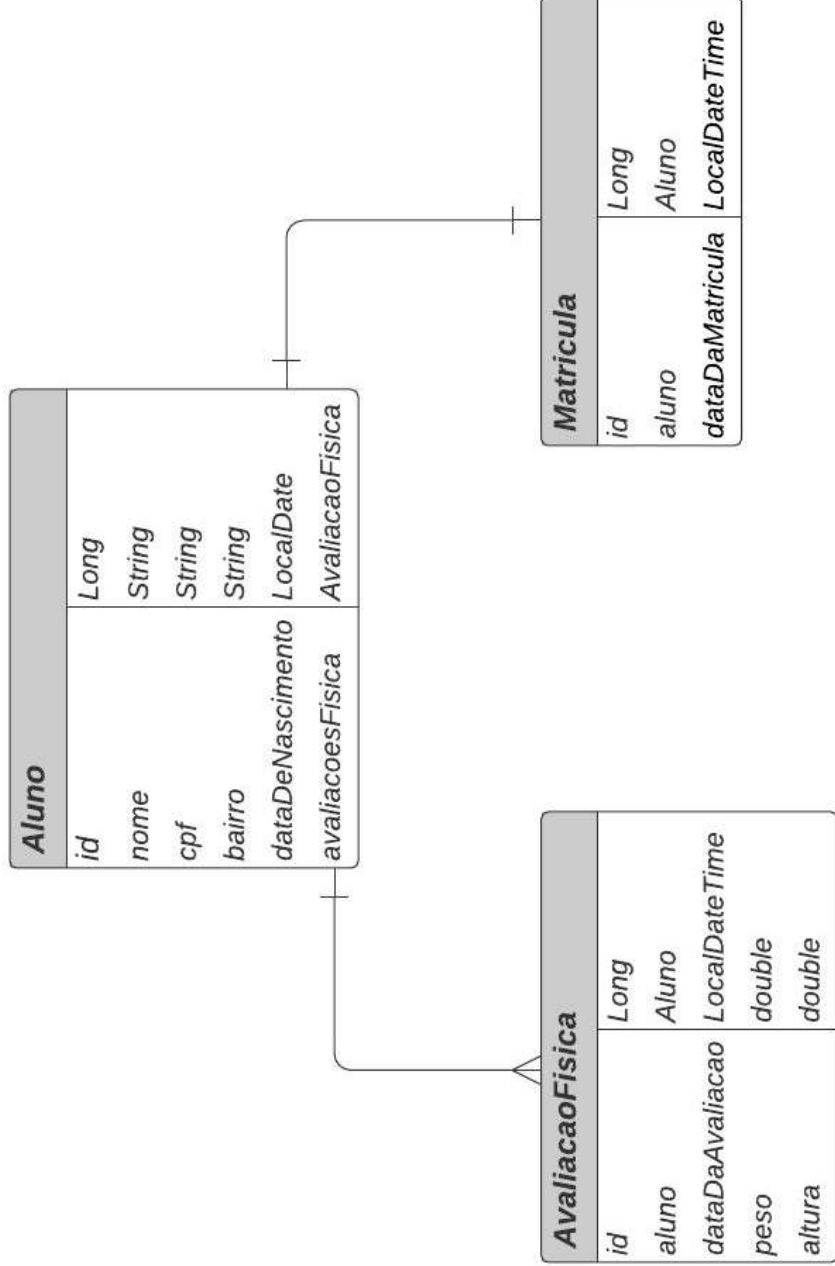 Aluno
id Long
nome String
cpf String
bairro String
dataDeNascimento LocalDate
avaliacoesFisica AvaliacaoFisica
AvaliacaoFisica
id Long
aluno Aluno
dataDaAvaliacao LocalDateTime
peso double
altura double
Matricula
id Long
aluno Aluno
dataDaMatricula LocalDateTime